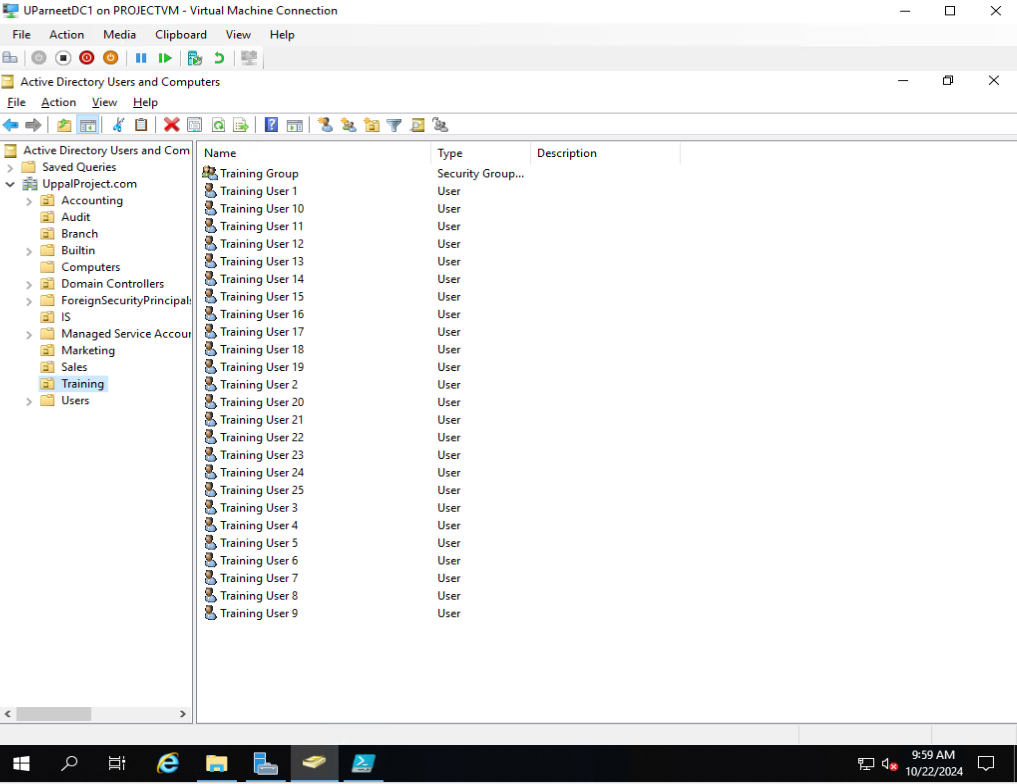 UParneetDC1 on PROJECTVM - Virtual Machine Connection
File Action Media Clipboard View Help
Active Directory Users and Computers
File Action View Help
Active Directory Users and Com
Saved Queries
UppalProject.com
Accounting
Audit
Branch
Builtin
Computers
Domain Controllers
ForeignSecurityPrincipals
IS
Managed Service Accour
Marketing
Sales
Training
Users
Name Type Description
Training Group Security Group...
Training User 1 User
Training User 10 User
Training User 11 User
Training User 12 User
Training User 13 User
Training User 14 User
Training User 15 User
Training User 16 User
Training User 17 User
Training User 18 User
Training User 19 User
Training User 2 User
Training User 20 User
Training User 21 User
Training User 22 User
Training User 23 User
Training User 24 User
Training User 25 User
Training User 3 User
Training User 4 User
Training User 5 User
Training User 6 User
Training User 7 User
Training User 8 User
Training User 9 User
9:59 AM
10/22/2024